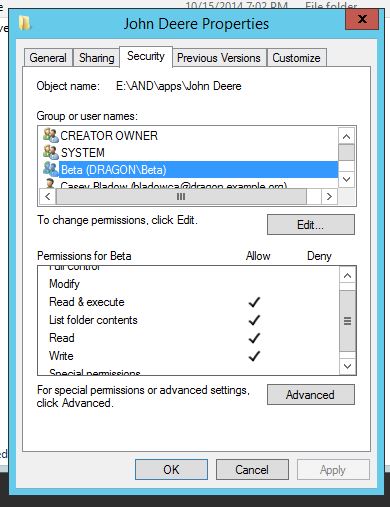 10/15/2014 7:02 PM File folder
John Deere Properties
x
General Sharing Security Previous Versions Customize
Object name: E:\AND\apps\John Deere
Group or user names:
CREATOR OWNER
SYSTEM
Beta (DRAGON\Beta)
Casey Bladow (bladowca@dragon.example.org)
To change permissions, click Edit.
Edit...
Permissions for Beta Allow Deny
Full control
Modify
Read & execute
List folder contents
Read
Write
Special permissions
For special permissions or advanced settings,
click Advanced.
Advanced
OK Cancel Apply